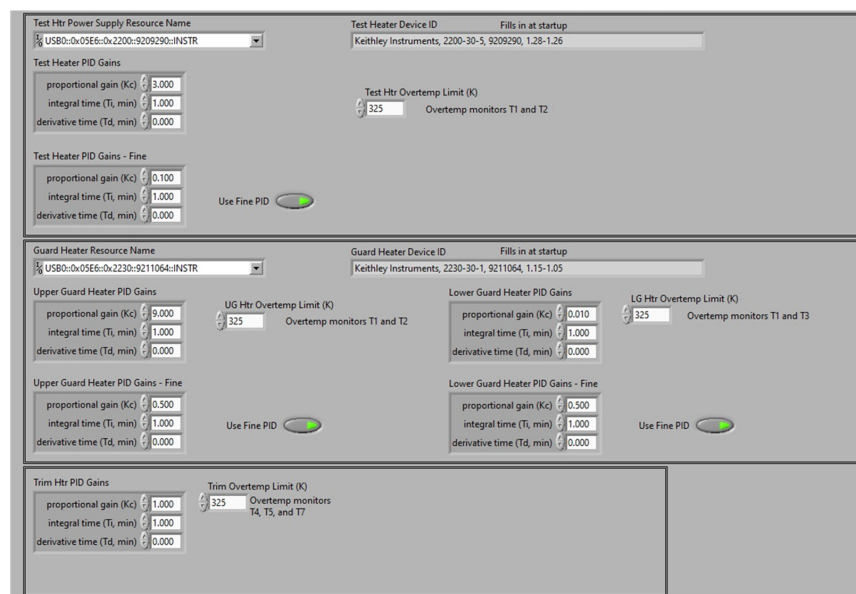 Test Htr Power Supply Resource Name
USB0::0x05E6::0x2200::9209290::INSTR
Test Heater Device ID Fills in at startup
Keithley Instruments, 2200-30-5, 9209290, 1.28-1.26
Test Heater PID Gains
proportional gain (Kc) 3.000
integral time (Ti, min) 1.000
derivative time (Td, min) 0.000
Test Htr Overtemp Limit (K)
325 Overtemp monitors T1 and T2
Test Heater PID Gains - Fine
proportional gain (Kc) 0.100
integral time (Ti, min) 1.000
derivative time (Td, min) 0.000
Use Fine PID
Guard Heater Resource Name
USB0::0x05E6::0x2230::9211064::INSTR
Guard Heater Device ID Fills in at startup
Keithley Instruments, 2230-30-1, 9211064, 1.15-1.05
Upper Guard Heater PID Gains
proportional gain (Kc) 9.000
integral time (Ti, min) 1.000
derivative time (Td, min) 0.000
UG Htr Overtemp Limit (K)
325 Overtemp monitors T1 and T2
Lower Guard Heater PID Gains
proportional gain (Kc) 0.010
integral time (Ti, min) 1.000
derivative time (Td, min) 0.000
LG Htr Overtemp Limit (K)
325 Overtemp monitors T1 and T3
Upper Guard Heater PID Gains - Fine
proportional gain (Kc) 0.500
integral time (Ti, min) 1.000
derivative time (Td, min) 0.000
Use Fine PID
Lower Guard Heater PID Gains - Fine
proportional gain (Kc) 0.500
integral time (Ti, min) 1.000
derivative time (Td, min) 0.000
Use Fine PID
Trim Htr PID Gains
proportional gain (Kc) 1.000
integral time (Ti, min) 1.000
derivative time (Td, min) 0.000
Trim Overtemp Limit (K)
325 Overtemp monitors
T4, T5, and T7